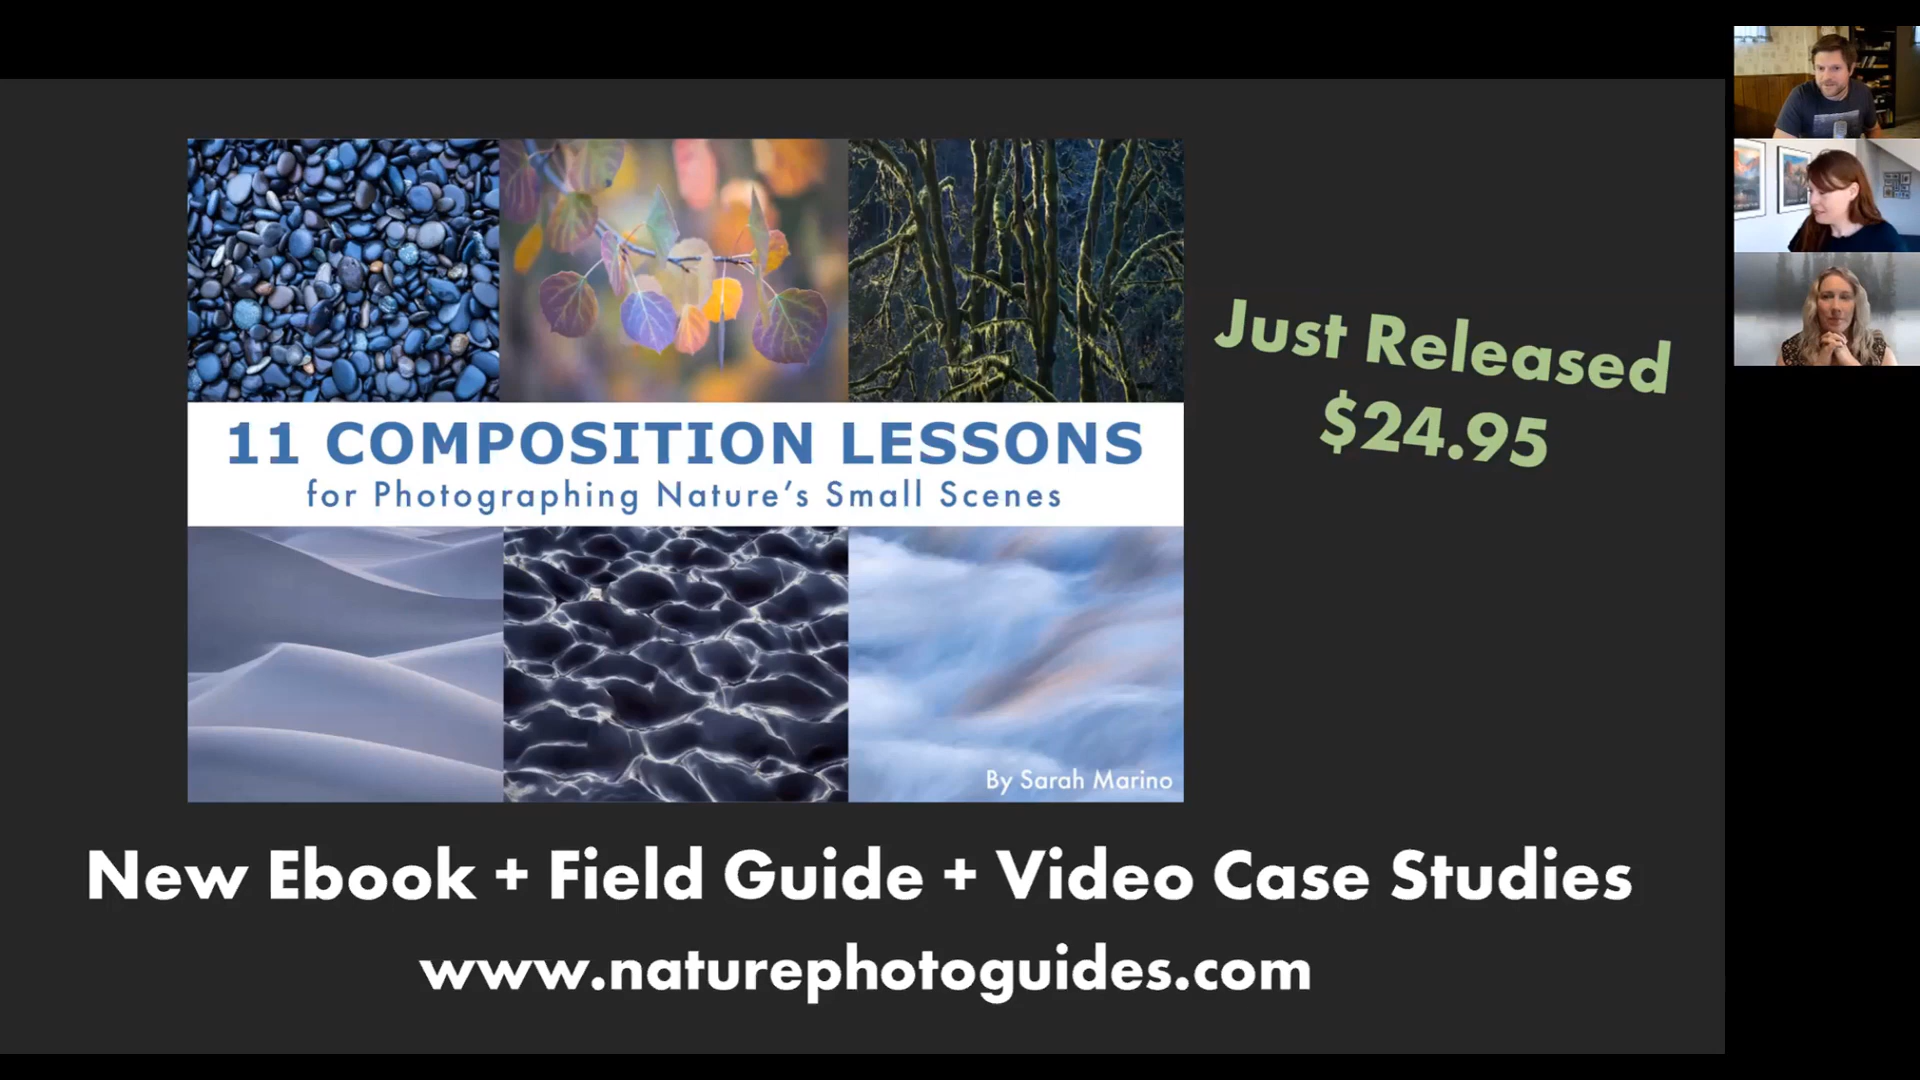 11 COMPOSITION LESSONS
for Photographing Nature's Small Scenes
By Sarah Marino
Just Released
$24.95
New Ebook + Field Guide + Video Case Studies
www.naturephotoguides.com